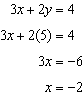 3x + 2y = 4
3x + 2(5) = 4
3x = −6
x = −2